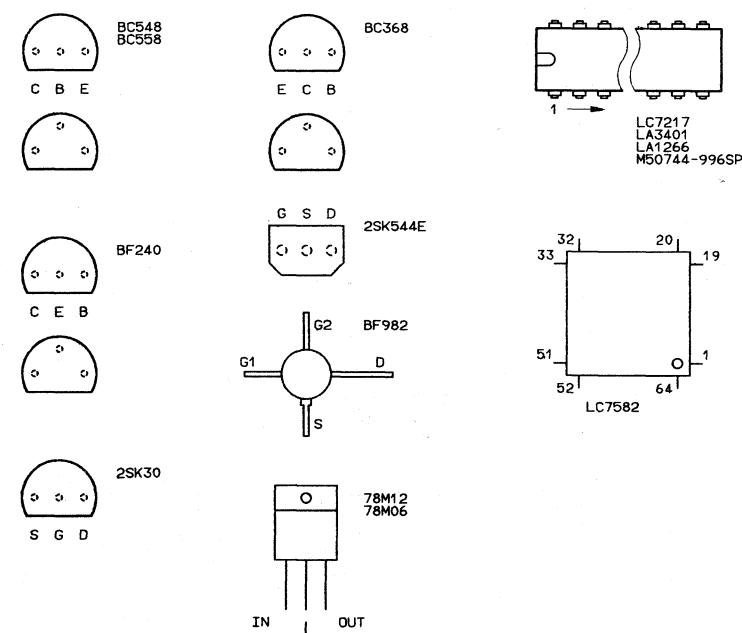 BC548
BC558
C B E
BC368
E C B
1
LC7217
LA3401
LA1266
M50744-996SP
BF240
C E B
G S D
2SK544E
G2
BF982
G1
D
S
32
20
33
19
51
1
52
64
LC7582
2SK30
S G D
78M12
78M06
IN
OUT